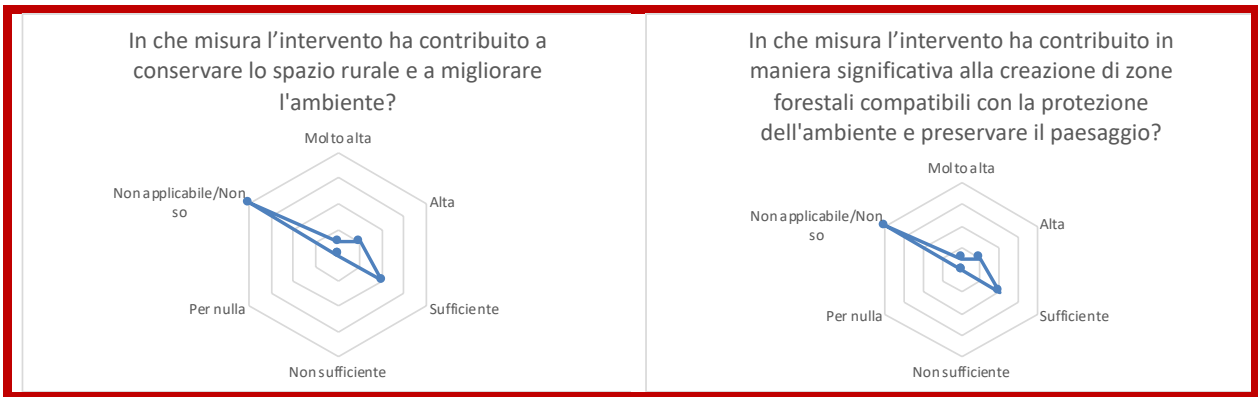 In che misura l’intervento ha contribuito a
conservare lo spazio rurale e a migliorare
l'ambiente?
Molto alta
Non applicabile/Non
so
Alta
Per nulla
Sufficiente
Non sufficiente
In che misura l’intervento ha contribuito in
maniera significativa alla creazione di zone
forestali compatibili con la protezione
dell'ambiente e preservare il paesaggio?
Molto alta
Non applicabile/Non
so
Alta
Per nulla
Sufficiente
Non sufficiente